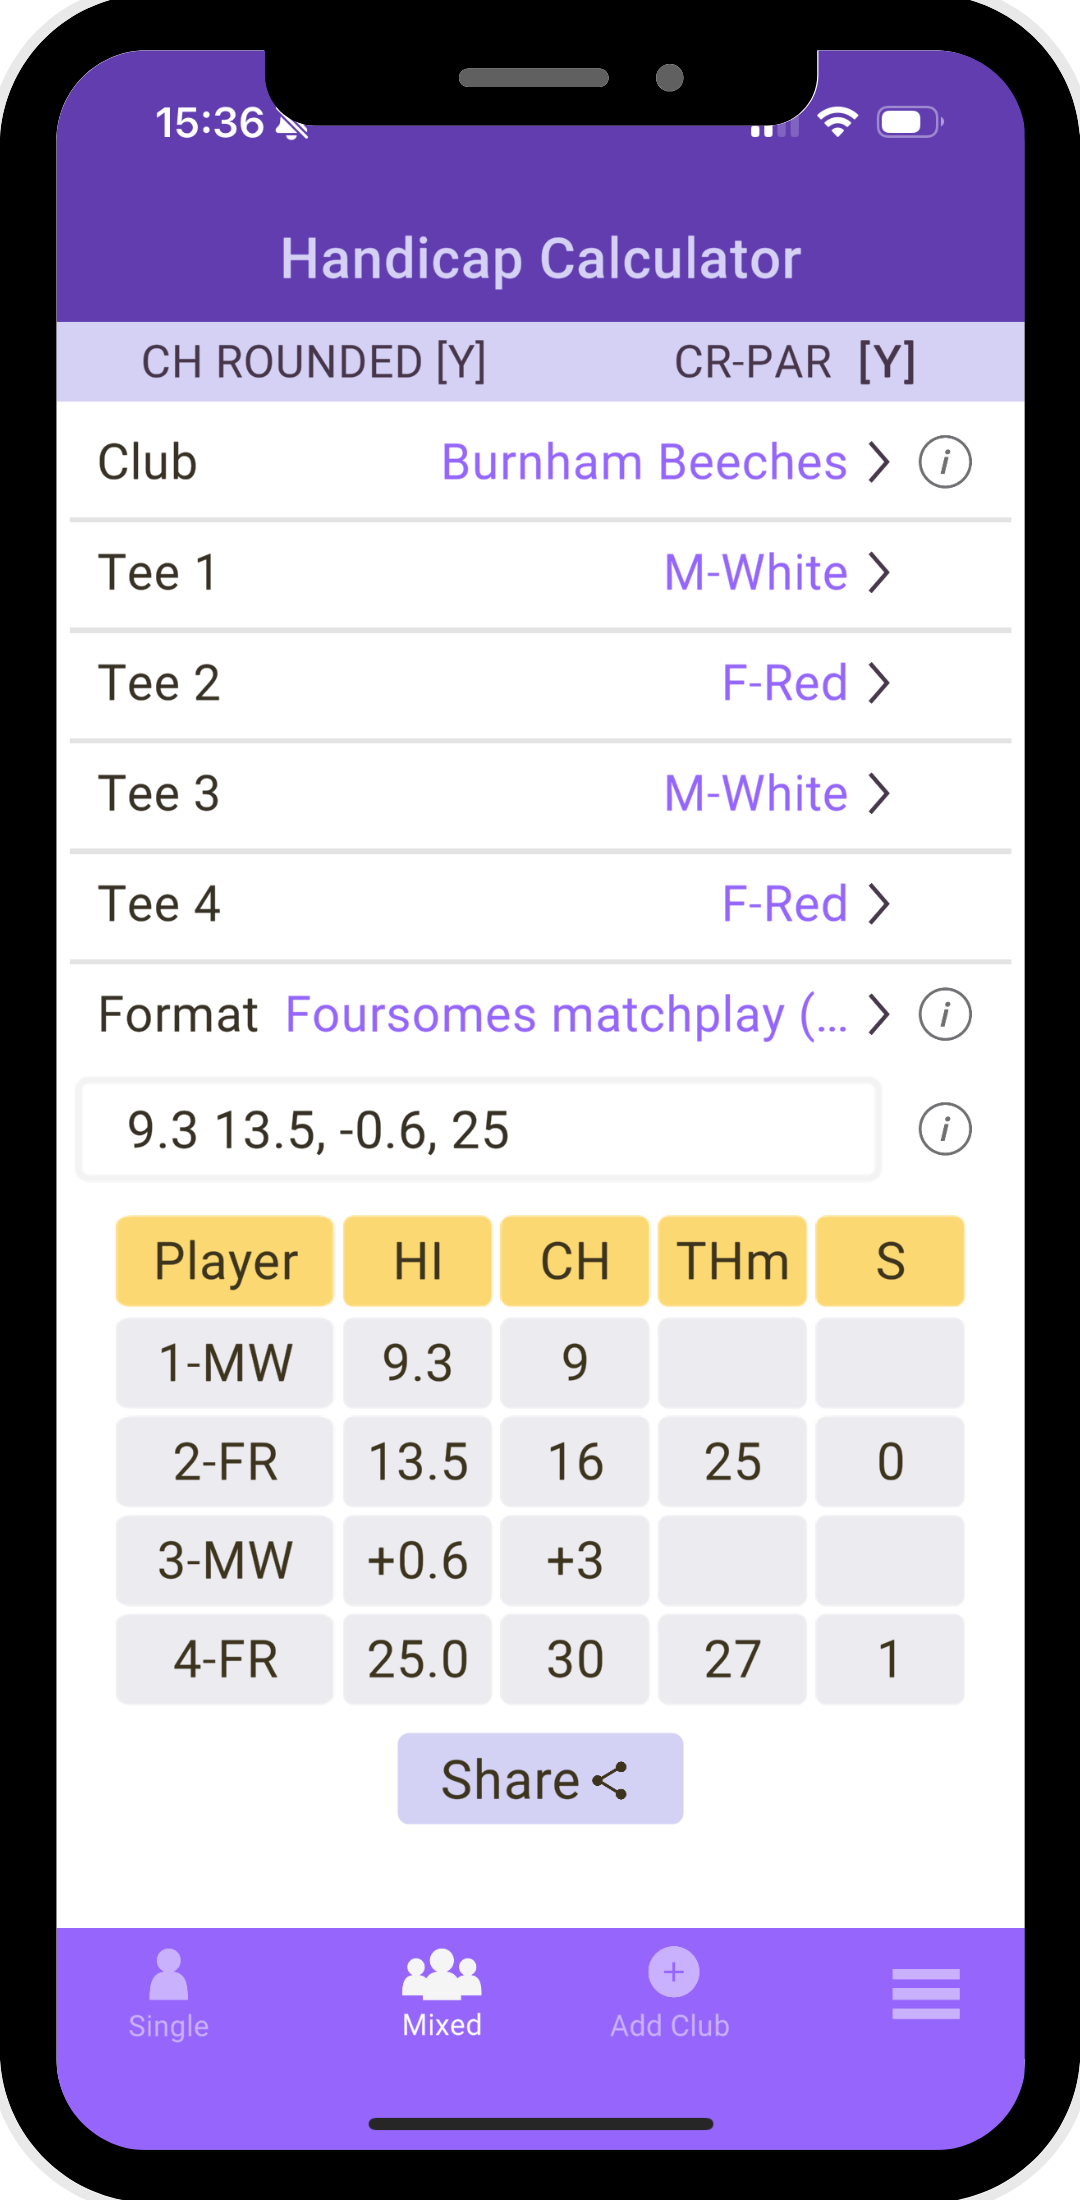 15:36
Handicap Calculator
CH ROUNDED [Y] CR-PAR [Y]
Club Burnham Beeches
Tee 1 M-White
Tee 2 F-Red
Tee 3 M-White
Tee 4 F-Red
Format Foursomes matchplay (...
9.3 13.5, -0.6, 25
Player HI CH THm S
1-MW 9.3 9
2-FR 13.5 16 25 0
3-MW +0.6 +3
4-FR 25.0 30 27 1
Share
Single Mixed Add Club